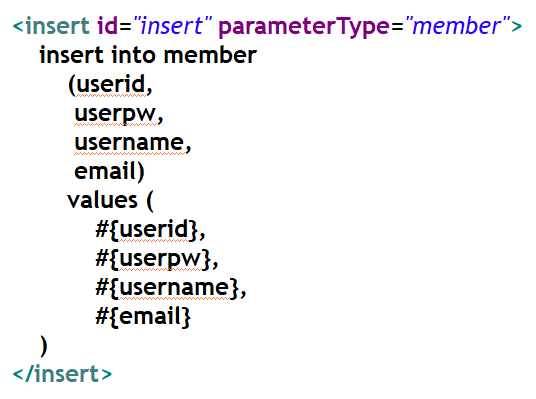 <insert id="insert" parameterType="member">
insert into member
(userid,
userpw,
username,
email)
values (
#{userid},
#{userpw},
#{username},
#{email}
)
</insert>